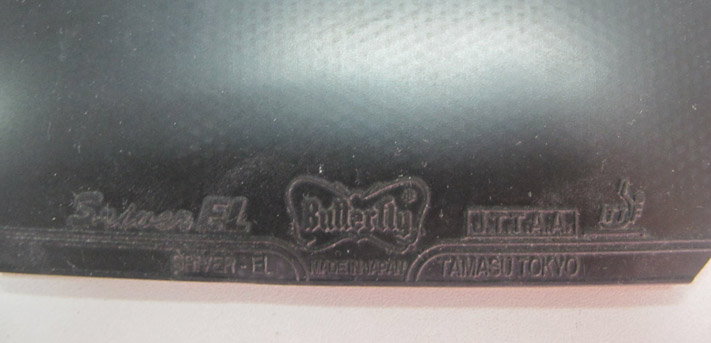 Sriver EL Butterfly ® J.T.T.A.A.
SRIVER - EL MADE IN JAPAN TAMASU TOKYO